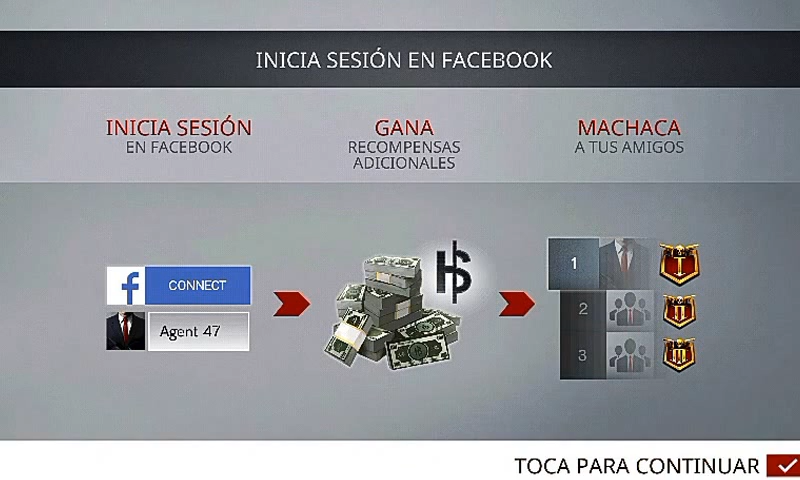 INICIA SESIÓN EN FACEBOOK
INICIA SESIÓN
EN FACEBOOK
GANA
RECOMPENSAS
ADICIONALES
MACHACA
A TUS AMIGOS
f CONNECT
Agent 47
1
2
3
TOCA PARA CONTINUAR